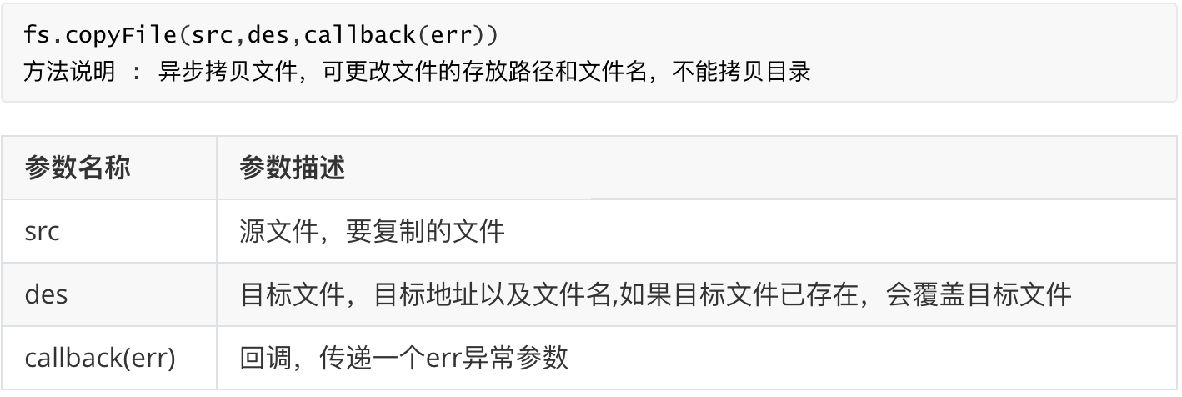 fs.copyFile(src,des,callback(err))
方法说明 : 异步拷贝文件，可更改文件的存放路径和文件名，不能拷贝目录
参数名称 参数描述
src 源文件，要复制的文件
des 目标文件，目标地址以及文件名,如果目标文件已存在，会覆盖目标文件
callback(err) 回调，传递一个err异常参数